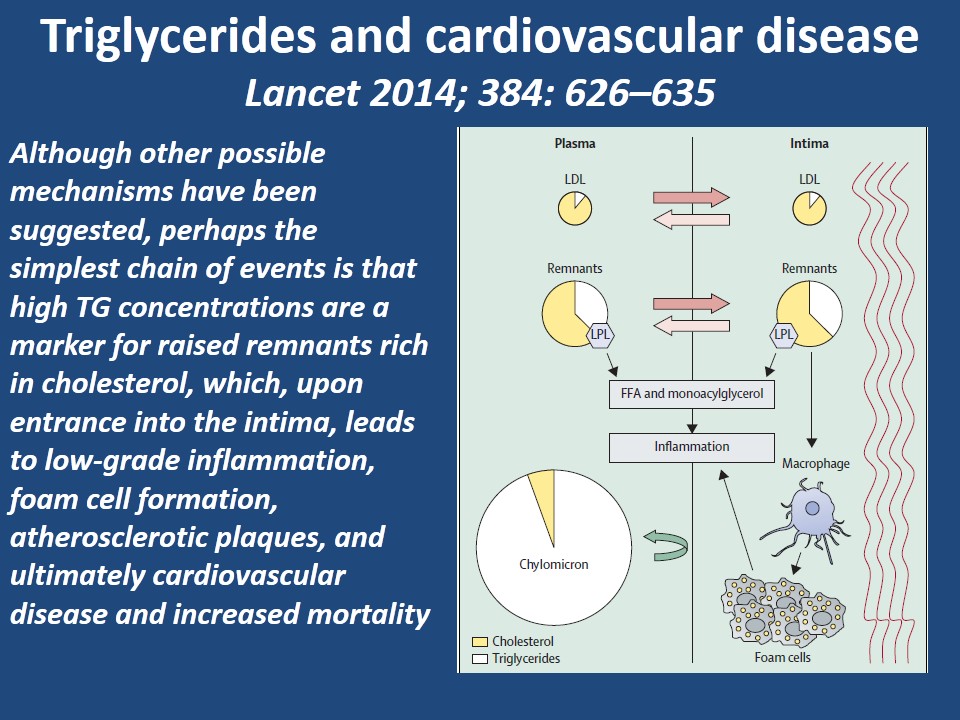 Triglycerides and cardiovascular disease
Lancet 2014; 384: 626–635
Although other possible
mechanisms have been
suggested, perhaps the
simplest chain of events is that
high TG concentrations are a
marker for raised remnants rich
in cholesterol, which, upon
entrance into the intima, leads
to low-grade inflammation,
foam cell formation,
atherosclerotic plaques, and
ultimately cardiovascular
disease and increased mortality
Plasma
Intima
LDL
LDL
Remnants
Remnants
LPL
LPL
FFA and monoacylglycerol
Inflammation
Macrophage
Chylomicron
Cholesterol
Triglycerides
Foam cells